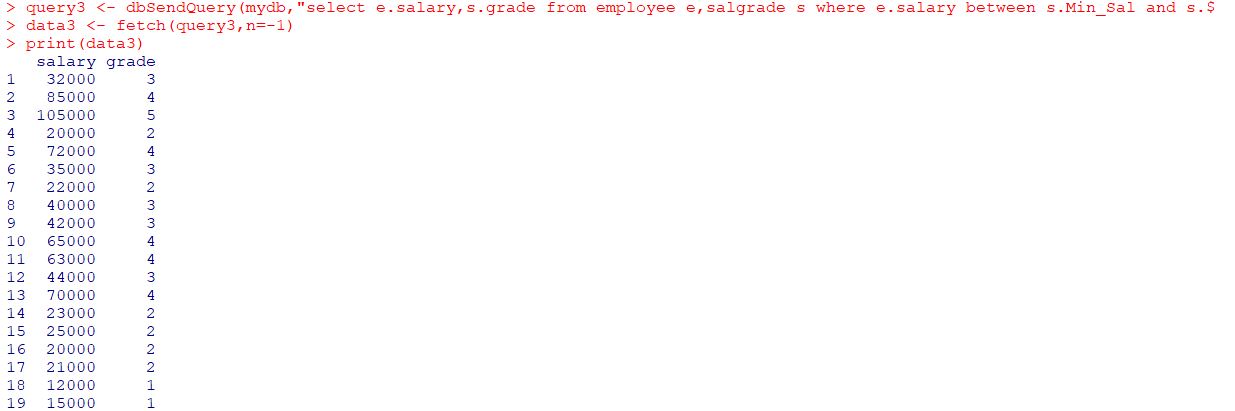 > query3 <- dbSendQuery(mydb,"select e.salary,s.grade from employee e,salgrade s where e.salary between s.Min_Sal and s.$
> data3 <- fetch(query3,n=-1)
> print(data3)
   salary grade
1   32000     3
2   85000     4
3  105000     5
4   20000     2
5   72000     4
6   35000     3
7   22000     2
8   40000     3
9   42000     3
10  65000     4
11  63000     4
12  44000     3
13  70000     4
14  23000     2
15  25000     2
16  20000     2
17  21000     2
18  12000     1
19  15000     1